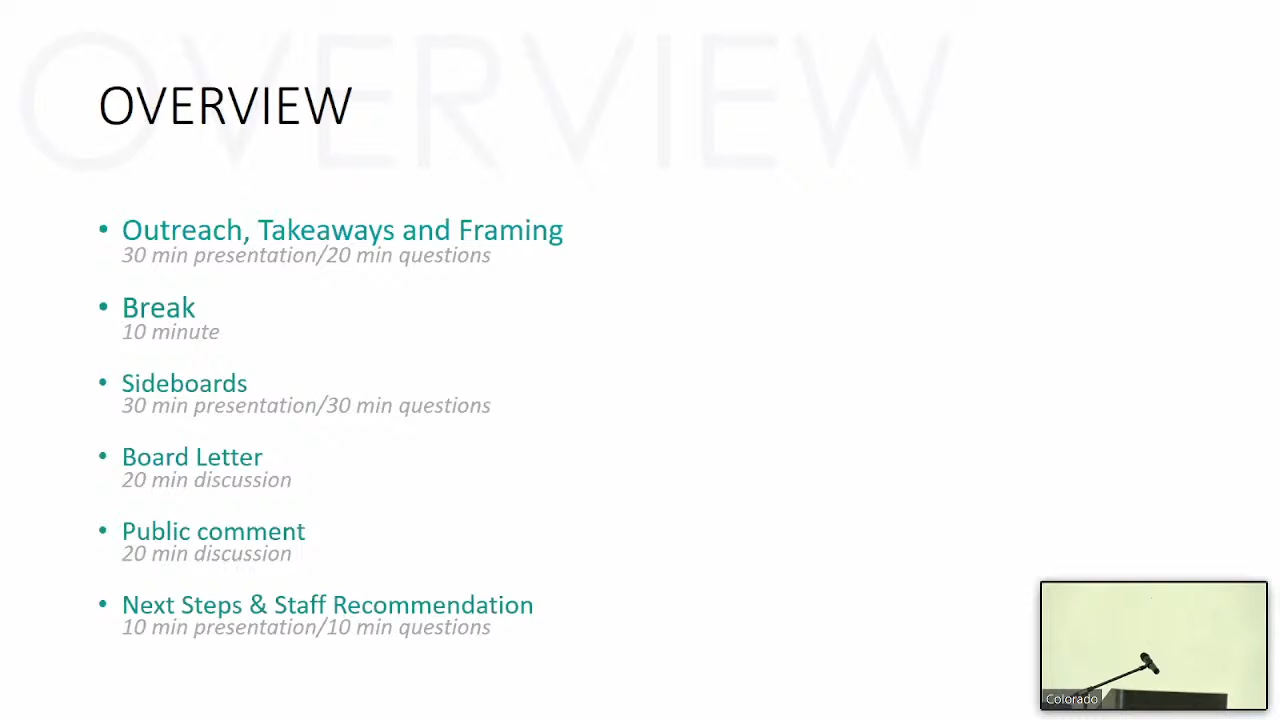 OVERVIEW
OVERVIEW
• Outreach, Takeaways and Framing
30 min presentation/20 min questions
• Break
10 minute
• Sideboards
30 min presentation/30 min questions
• Board Letter
20 min discussion
• Public comment
20 min discussion
• Next Steps & Staff Recommendation
10 min presentation/10 min questions
Colorado